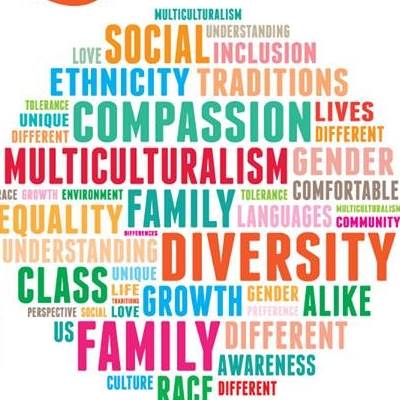 MULTICULTURALISM
SOCIAL UNDERSTANDING
LOVE INCLUSION
ETHNICITY TRADITIONS
TOLERANCE COMPASSION LIVES
UNIQUE
DIFFERENT DIFFERENT
MULTICULTURALISM GENDER
RACE GROWTH ENVIRONMENT FAMILY TOLERANCE COMFORTABLE
EQUALITY LANGUAGES MULTICULTURALISM
COMMUNITY
DIFFERENCES
UNDERSTANDING DIVERSITY
CLASS UNIQUE
LIFE GROWTH GENDER ALIKE
TRADITIONS
PERSPECTIVE SOCIAL LOVE PREFERENCE
US FAMILY DIFFERENT
AWARENESS
CULTURE RACE DIFFERENT